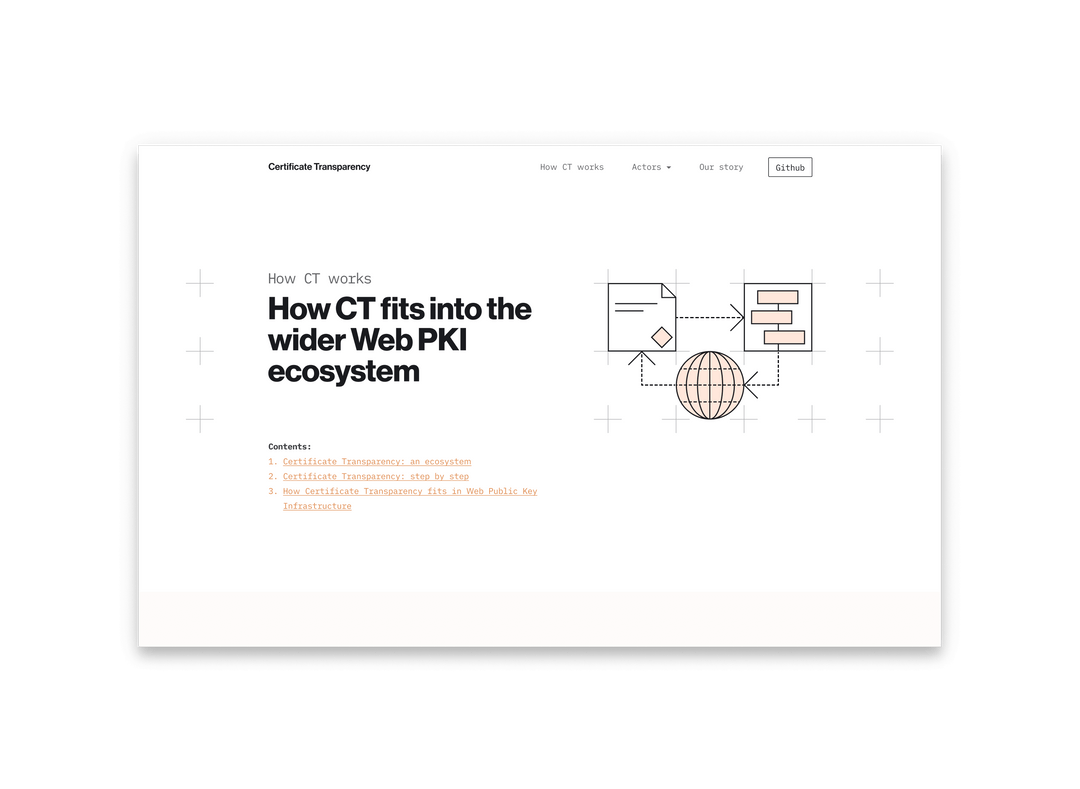 Certificate Transparency
How CT works
Actors
Our story
Github
How CT works
How CT fits into the
wider Web PKI
ecosystem
Contents:
1. Certificate Transparency: an ecosystem
2. Certificate Transparency: step by step
3. How Certificate Transparency fits in Web Public Key
Infrastructure